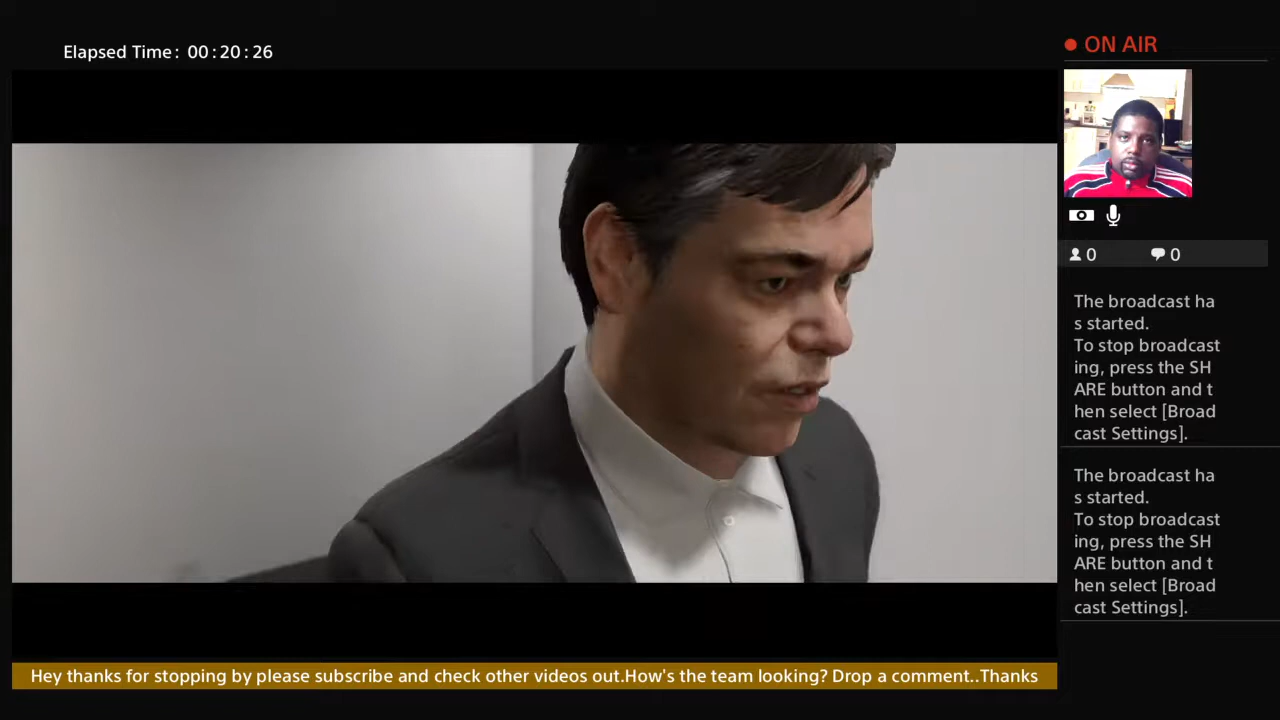 Elapsed Time: 00:20:26
ON AIR
0 0
The broadcast ha
s started.
To stop broadcast
ing, press the SH
ARE button and t
hen select [Broad
cast Settings].
The broadcast ha
s started.
To stop broadcast
ing, press the SH
ARE button and t
hen select [Broad
cast Settings].
Hey thanks for stopping by please subscribe and check other videos out.How's the team looking? Drop a comment..Thanks